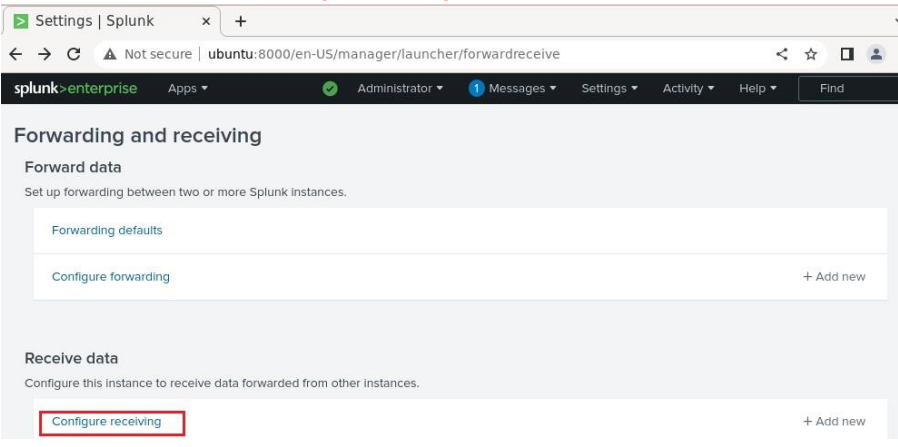 Settings | Splunk
Not secure | ubuntu:8000/en-US/manager/launcher/forwardreceive
splunk>enterprise Apps Administrator 1 Messages Settings Activity Help Find
Forwarding and receiving
Forward data
Set up forwarding between two or more Splunk instances.
Forwarding defaults
Configure forwarding + Add new
Receive data
Configure this instance to receive data forwarded from other instances.
Configure receiving + Add new